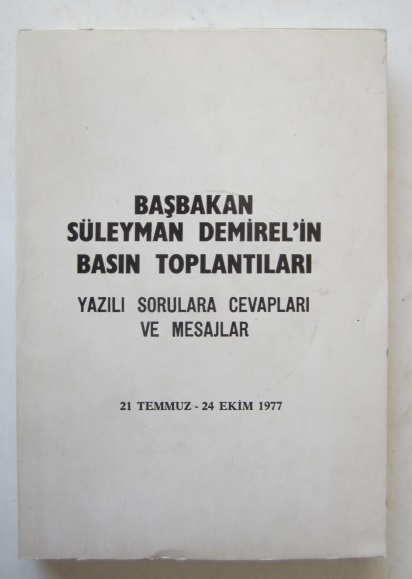 BAŞBAKAN
SÜLEYMAN DEMİREL'İN
BASIN TOPLANTILARI
YAZILI SORULARA CEVAPLARI
VE MESAJLAR
21 TEMMUZ - 24 EKİM 1977